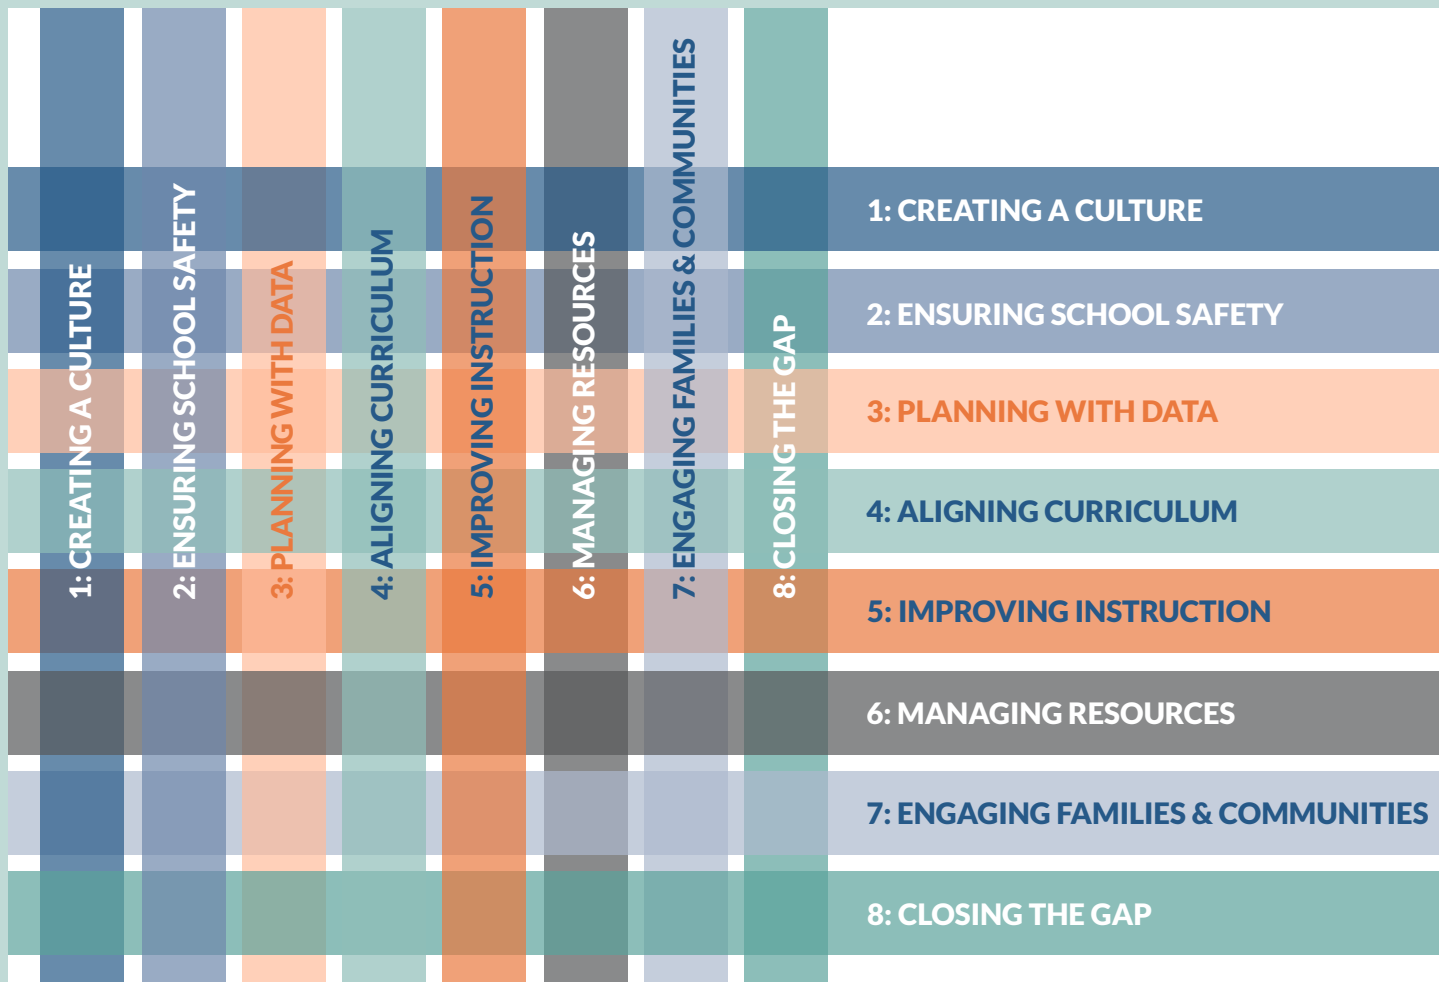 1: CREATING A CULTURE
2: ENSURING SCHOOL SAFETY
3: PLANNING WITH DATA
4: ALIGNING CURRICULUM
5: IMPROVING INSTRUCTION
6: MANAGING RESOURCES
7: ENGAGING FAMILIES & COMMUNITIES
8: CLOSING THE GAP
1: CREATING A CULTURE
2: ENSURING SCHOOL SAFETY
3: PLANNING WITH DATA
4: ALIGNING CURRICULUM
5: IMPROVING INSTRUCTION
6: MANAGING RESOURCES
7: ENGAGING FAMILIES & COMMUNITIES
8: CLOSING THE GAP